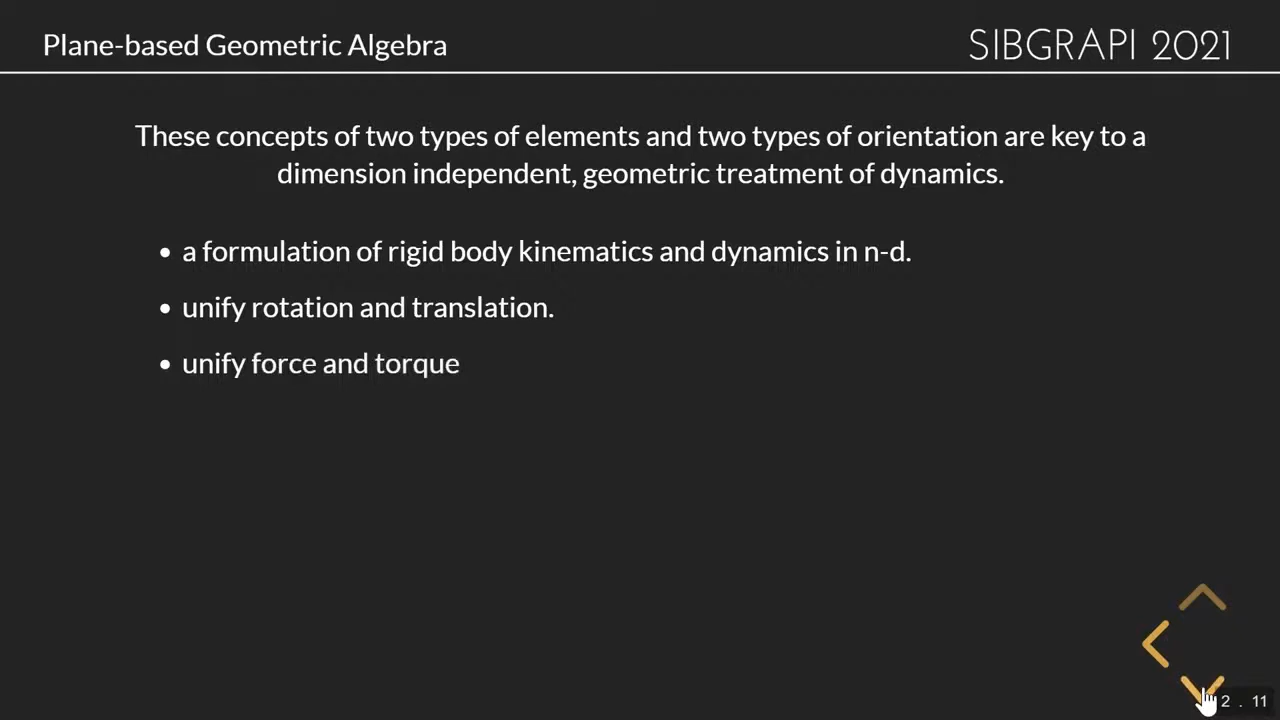 Plane-based Geometric Algebra
SIBGRAPI 2021
These concepts of two types of elements and two types of orientation are key to a
dimension independent, geometric treatment of dynamics.
• a formulation of rigid body kinematics and dynamics in n-d.
• unify rotation and translation.
• unify force and torque
2 . 11